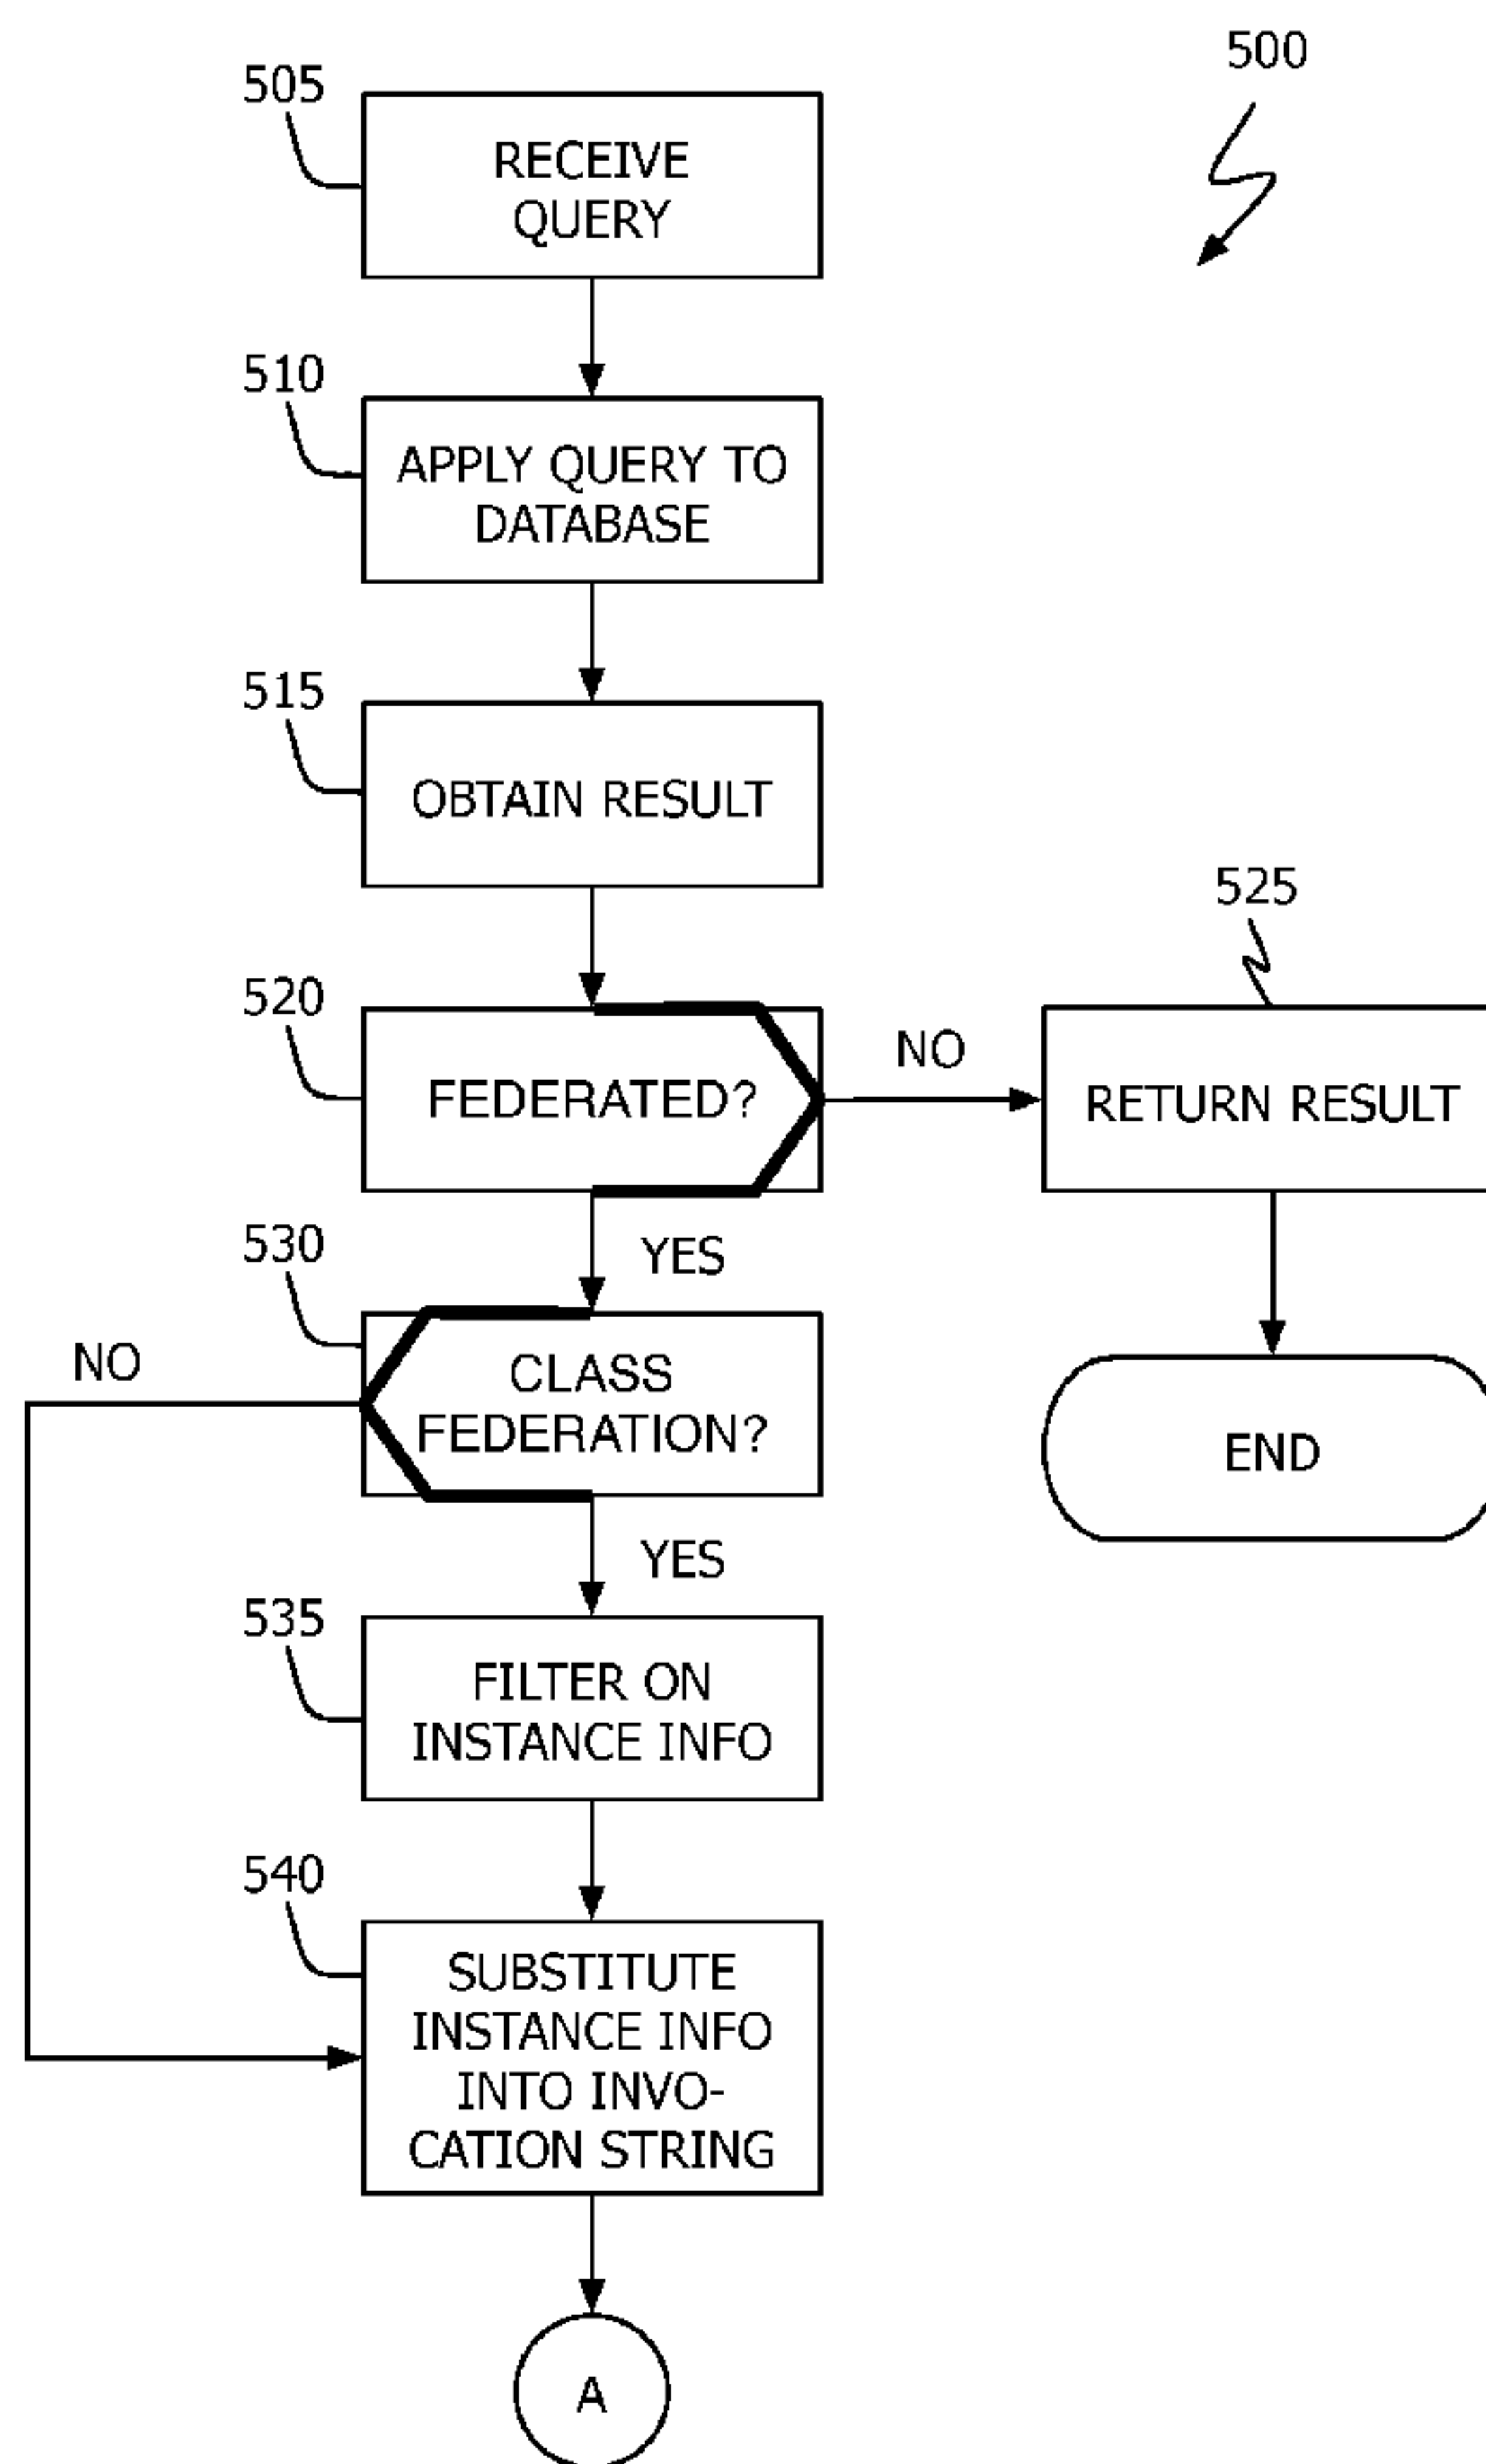 500
505
RECEIVE
QUERY
510
APPLY QUERY TO
DATABASE
515
OBTAIN RESULT
520
FEDERATED?
NO
525
RETURN RESULT
YES
END
530
NO
CLASS
FEDERATION?
YES
535
FILTER ON
INSTANCE INFO
540
SUBSTITUTE
INSTANCE INFO
INTO INVO-
CATION STRING
A